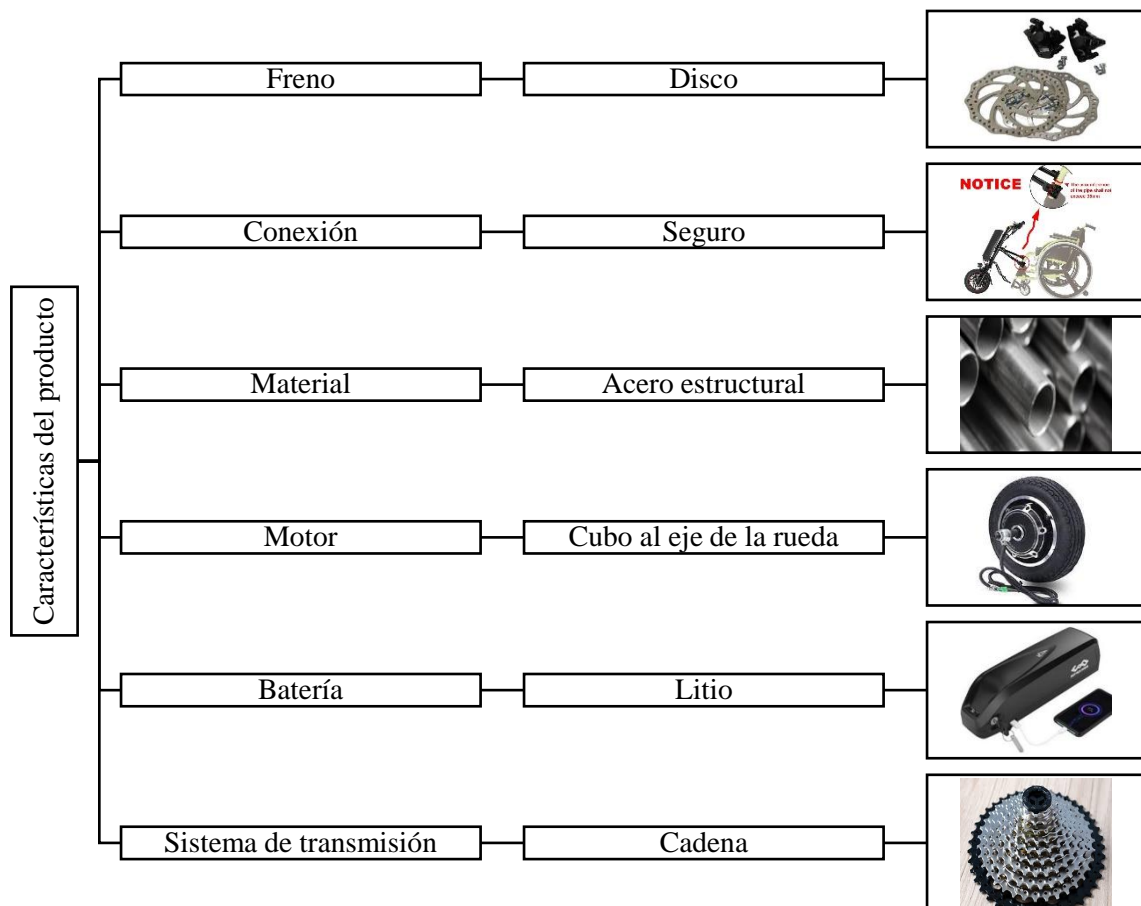 Características del producto
Freno
Disco
Conexión
Seguro
NOTICE
Material
Acero estructural
Motor
Cubo al eje de la rueda
Batería
Litio
Sistema de transmisión
Cadena